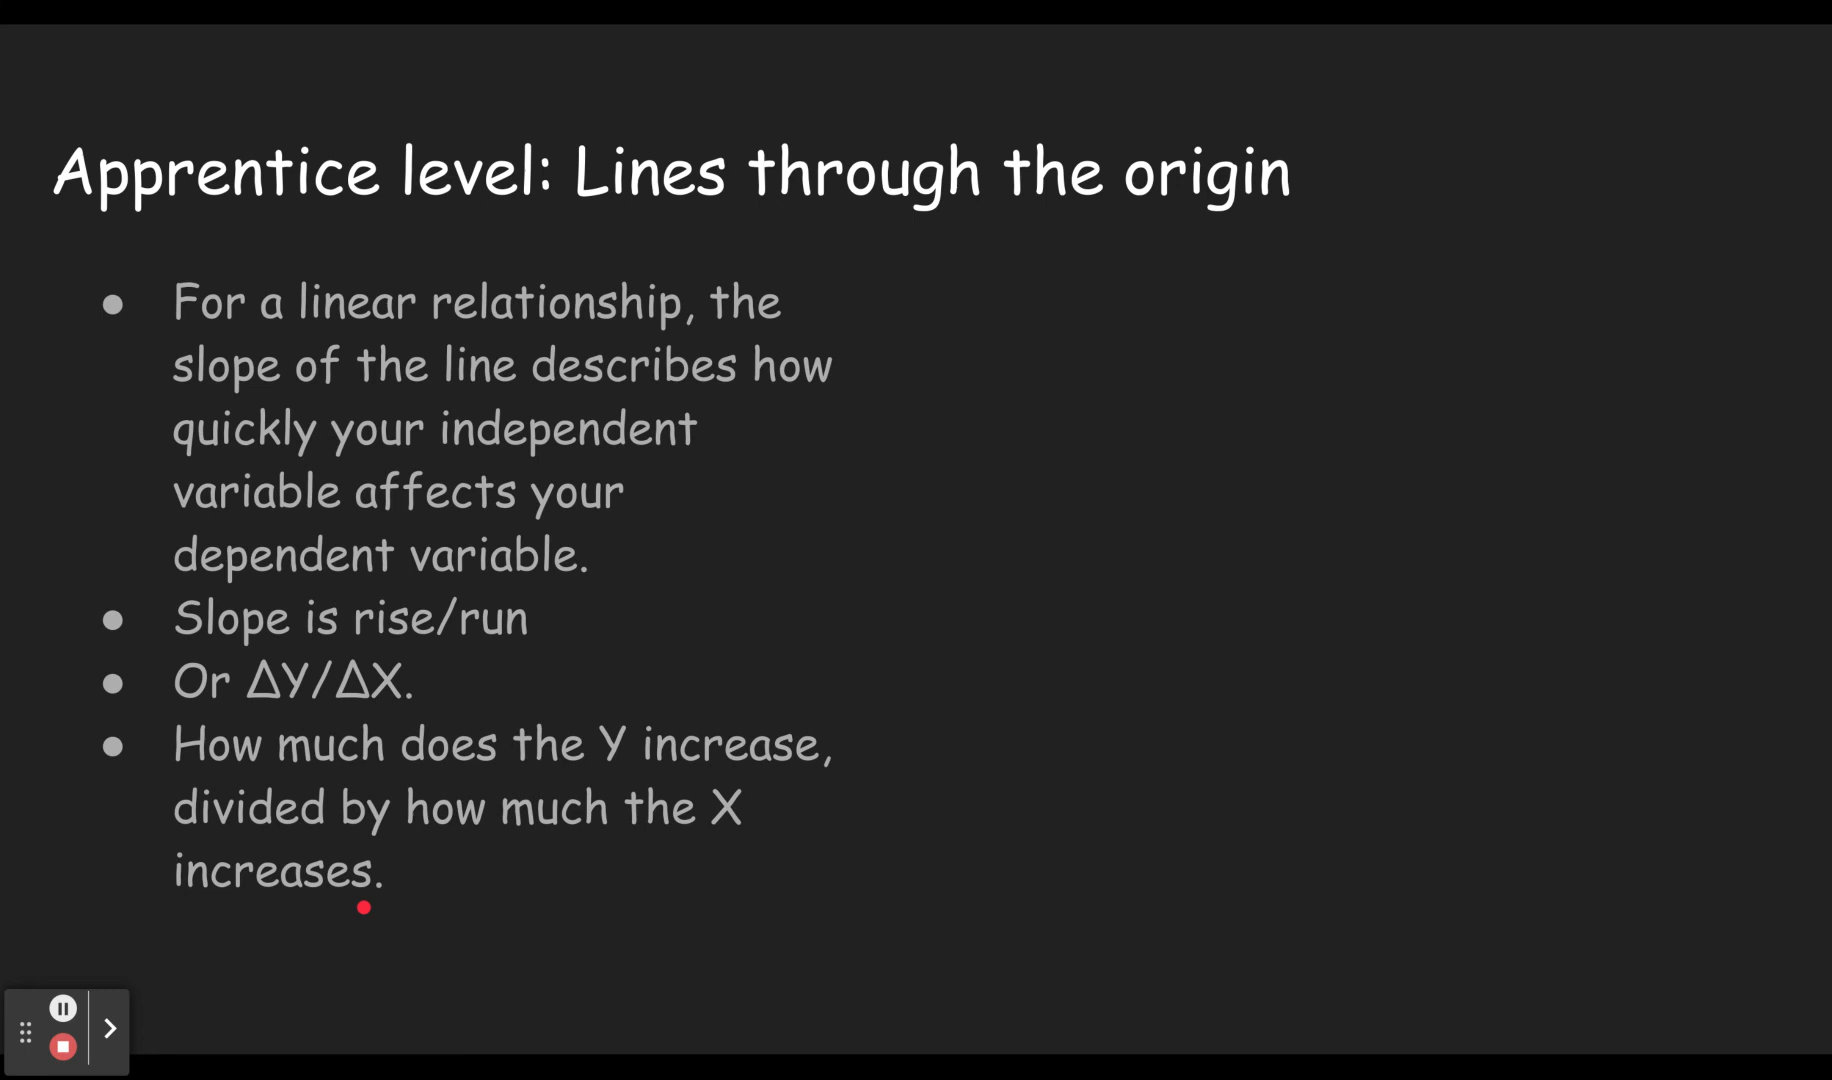 Apprentice level: Lines through the origin
● For a linear relationship, the
slope of the line describes how
quickly your independent
variable affects your
dependent variable.
● Slope is rise/run
● Or ΔY/ΔX.
● How much does the Y increase,
divided by how much the X
increases.